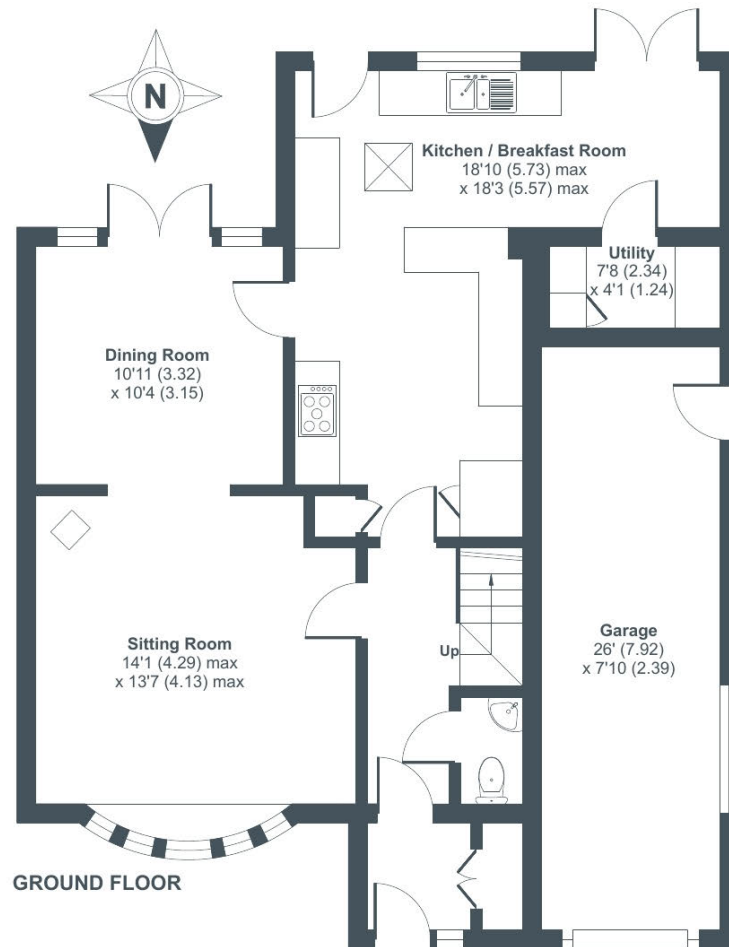 N
Kitchen / Breakfast Room
18'10 (5.73) max
x 18'3 (5.57) max
Utility
7'8 (2.34)
x 4'1 (1.24)
Dining Room
10'11 (3.32)
x 10'4 (3.15)
Sitting Room
14'1 (4.29) max
x 13'7 (4.13) max
Up
Garage
26' (7.92)
x 7'10 (2.39)
GROUND FLOOR